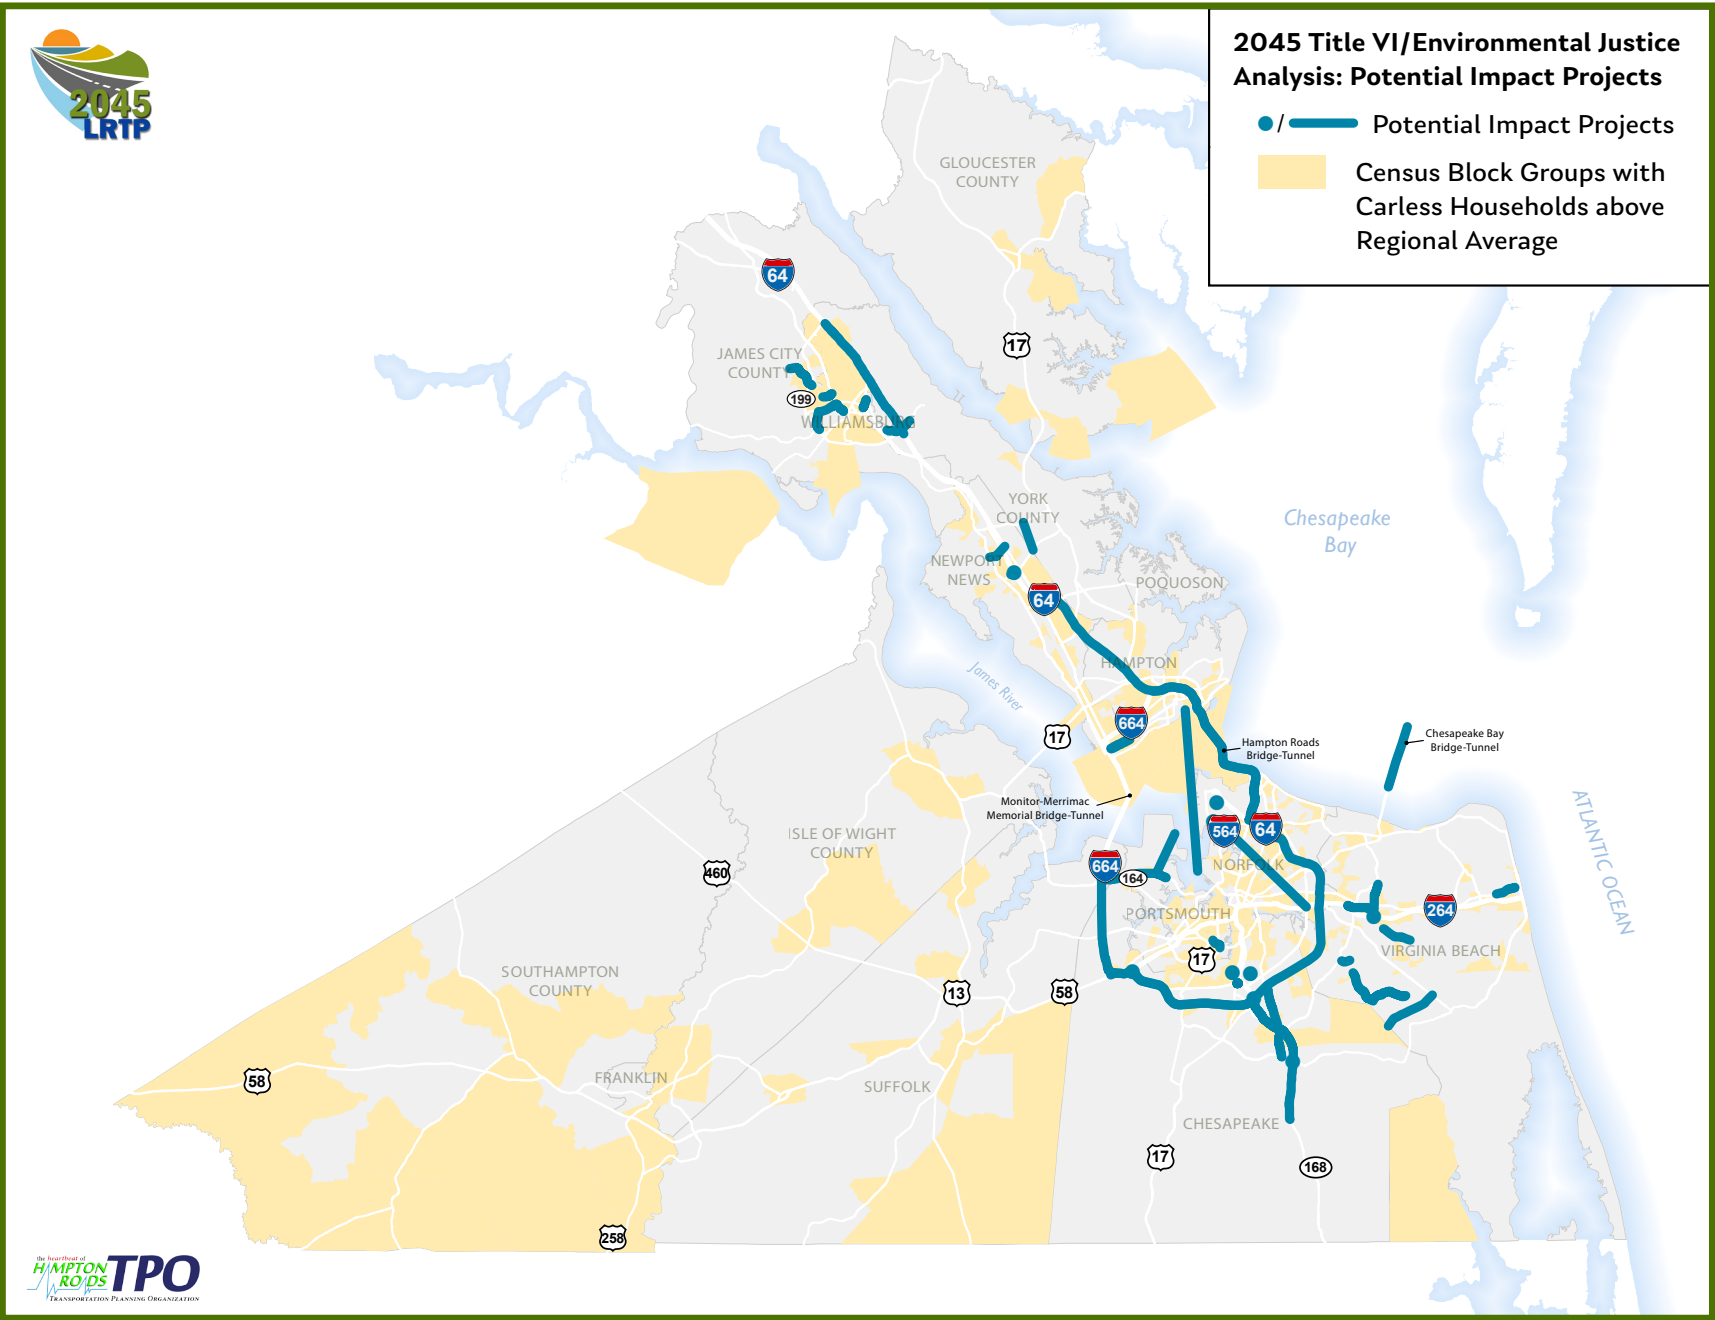 2045 Title VI/Environmental Justice
Analysis: Potential Impact Projects
/ Potential Impact Projects
Census Block Groups with
Carless Households above
Regional Average
2045
LRTP
GLOUCESTER
COUNTY
64
17
JAMES CITY
COUNTY
199
WILLIAMSBURG
YORK
COUNTY
Chesapeake
Bay
NEWPORT
NEWS
POQUOSON
64
HAMPTON
James River
664
17
Hampton Roads
Bridge-Tunnel
Chesapeake Bay
Bridge-Tunnel
Monitor-Merrimac
Memorial Bridge-Tunnel
ATLANTIC OCEAN
ISLE OF WIGHT
COUNTY
564
64
NORFOLK
664
164
460
PORTSMOUTH
264
VIRGINIA BEACH
17
SOUTHAMPTON
COUNTY
13
58
58
FRANKLIN
SUFFOLK
CHESAPEAKE
17
168
258
the heartbeat of
HAMPTON
ROADS
TPO
TRANSPORTATION PLANNING ORGANIZATION